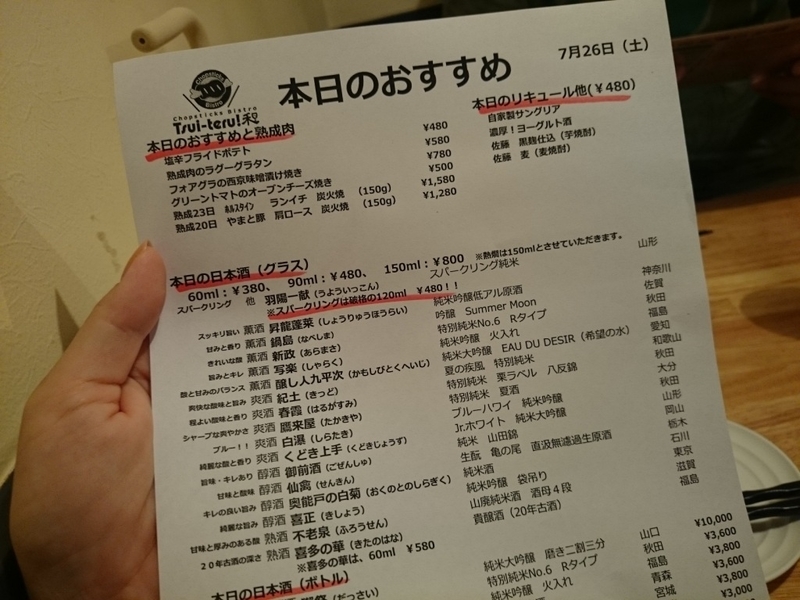 Chopsticks Bistro
Chopsticks Bistro
Tsui-teru!和
本日のおすすめ
7月26日(土)
本日のおすすめと熟成肉
塩辛フライドポテト ¥480
熟成肉のラグーグラタン ¥580
フォアグラの西京味噌漬け焼き ¥780
グリーントマトのオーブンチーズ焼き ¥500
熟成23日 ﾎﾙｽﾀｲﾝ ランイチ 炭火焼 (150g) ¥1,580
熟成20日 やまと豚 肩ロース 炭火焼 (150g) ¥1,280
本日のリキュール他(¥480)
自家製サングリア
濃厚!ヨーグルト酒
佐藤 黒麹仕込(芋焼酎)
佐藤 麦(麦焼酎)
本日の日本酒(グラス)
60ml:¥380、 90ml:¥480、 150ml:¥800 ※熱燗は150mlとさせていただきます。
スパークリング 他 羽陽一献(うよういっこん) スパークリング純米 山形
※スパークリングは破格の120ml ¥480!!
スッキリ旨い 薫酒 昇龍蓬莱(しょうりゅうほうらい) 純米吟醸低アル原酒 神奈川
甘みと香り 薫酒 鍋島(なべしま) 吟醸 Summer Moon 佐賀
きれいな酸 薫酒 新政(あらまさ) 特別純米No.6 Rタイプ 秋田
旨みとキレ 薫酒 写楽(しゃらく) 純米吟醸 火入れ 福島
酸と甘みのバランス 薫酒 醸し人九平次(かもしびとくへいじ) 純米大吟醸 EAU DU DESIR(希望の水) 愛知
爽快な酸味と旨み 爽酒 紀土(きっど) 夏の疾風 特別純米 和歌山
程よい酸味と香り 爽酒 春霞(はるがすみ) 特別純米 栗ラベル 八反錦 秋田
シャープな爽やかさ 爽酒 鷹来屋(たかきや) 特別純米 夏酒 大分
ブルー!! 爽酒 白瀑(しらたき) ブルーハワイ 純米吟醸 秋田
綺麗な酸と香り 爽酒 くどき上手(くどきじょうず) Jr.ホワイト 純米大吟醸 山形
旨味・キレあり 醇酒 御前酒(ごぜんしゅ) 純米 山田錦 岡山
甘味と酸味 醇酒 仙禽(せんきん) 生酛 亀の尾 直汲無濾過生原酒 栃木
キレの良い旨み 醇酒 奥能戸の白菊(おくのとのしらぎく) 純米酒 石川
綺麗な旨み 醇酒 喜正(きしょう) 純米吟醸 袋吊り 東京
甘味と厚みのある酸 熟酒 不老泉(ふろうせん) 山廃純米酒 酒母4段 滋賀
20年古酒の深さ 熟酒 喜多の華(きたのはな) 貴醸酒(20年古酒) 福島
※喜多の華は、60ml ¥580
本日の日本酒(ボトル)
(だっさい) 純米大吟醸 磨き二割三分 山口 ¥10,000
特別純米No.6 Rタイプ 秋田 ¥3,600
純米吟醸 火入れ 福島 ¥3,800
青森 ¥3,600
宮城 ¥3,800
¥3,000